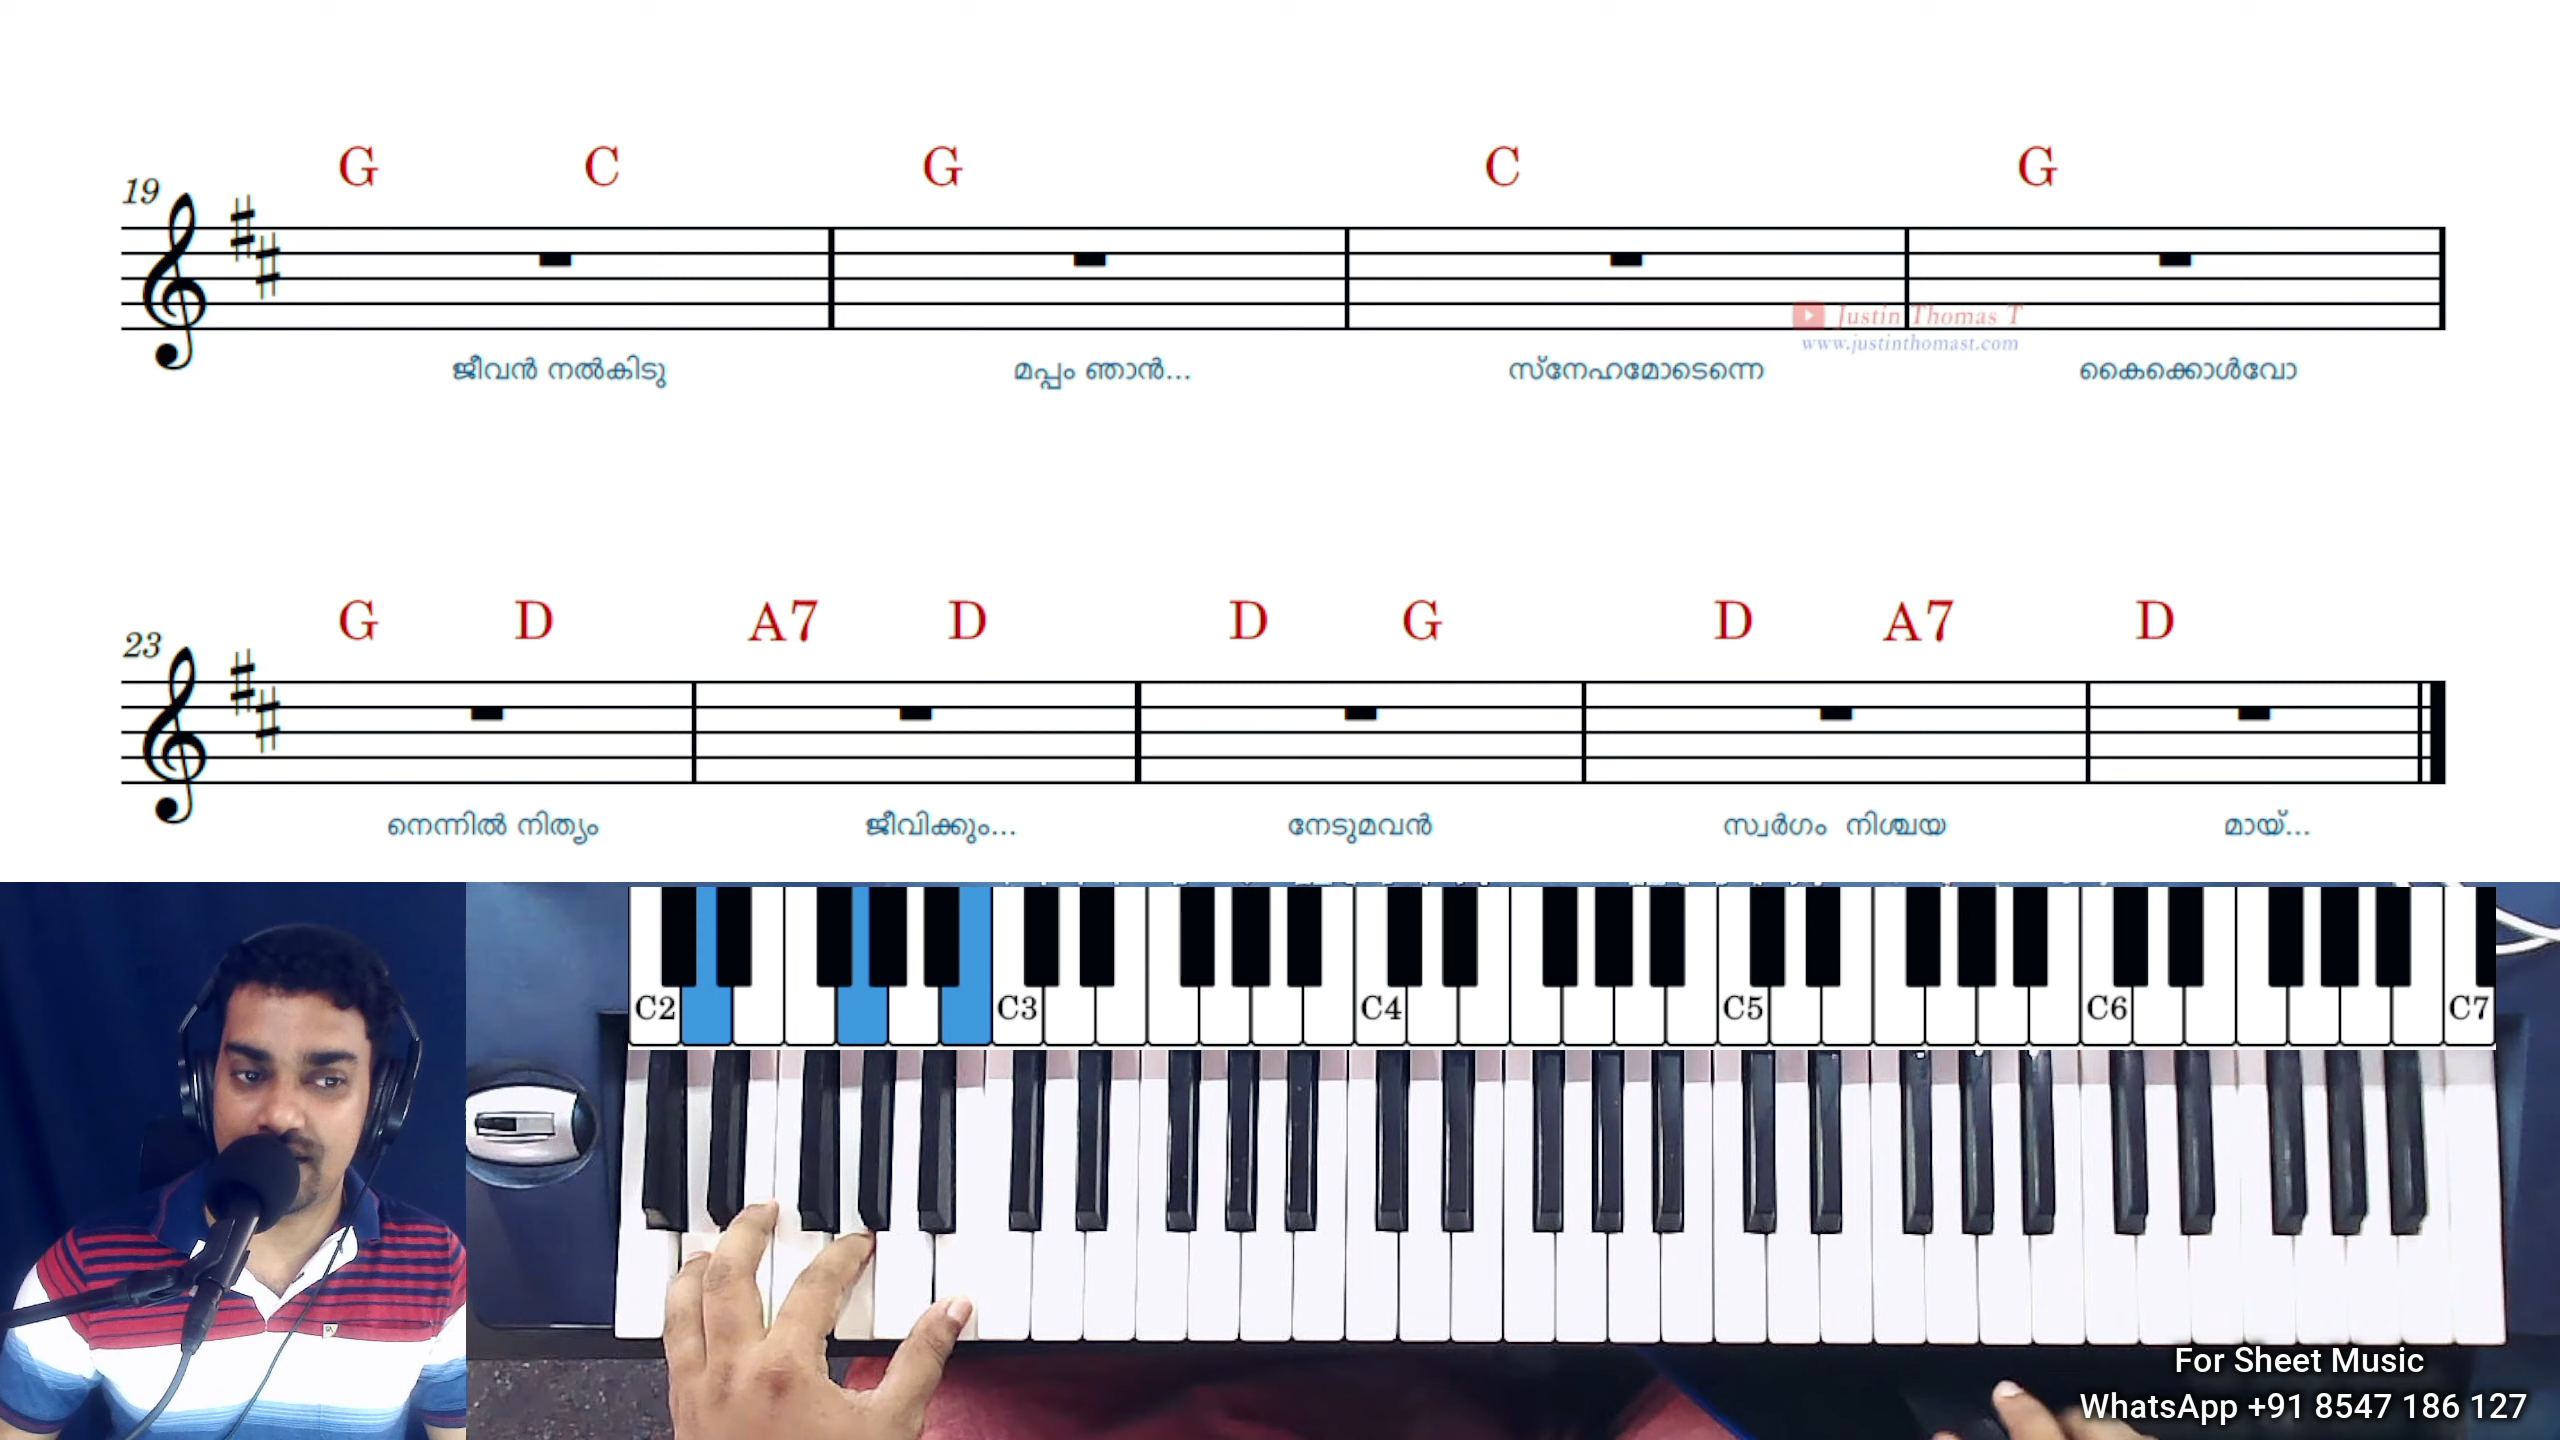 G C G C G
19
Justin Thomas T
www.justinthomast.com
ജീവൻ നൽകിടു മപ്പം ഞാൻ... സ്നേഹമോടെന്നെ കൈക്കൊൾവോ
G D A7 D D G D A7 D
23
നെന്നിൽ നിത്യം ജീവിക്കും... നേടുമവൻ സ്വർഗം നിശ്ചയ മായ്...
C2 C3 C4 C5 C6 C7
For Sheet Music
WhatsApp +91 8547 186 127